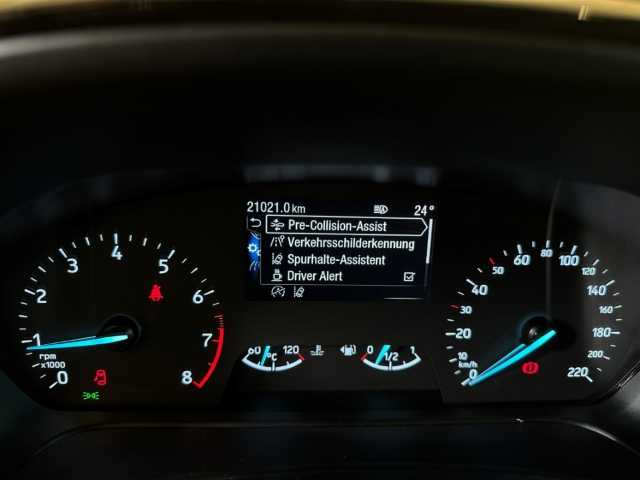 21021.0 km 24°
Pre-Collision-Assist
Verkehrsschilderkennung
Spurhalte-Assistent
Driver Alert
0 1 2 3 4 5 6 7 8
rpm
x1000
60 °C 120
0 1/2 1
0 10 20 30 40 50 60 80 100 120 140 160 180 200 220
km/h